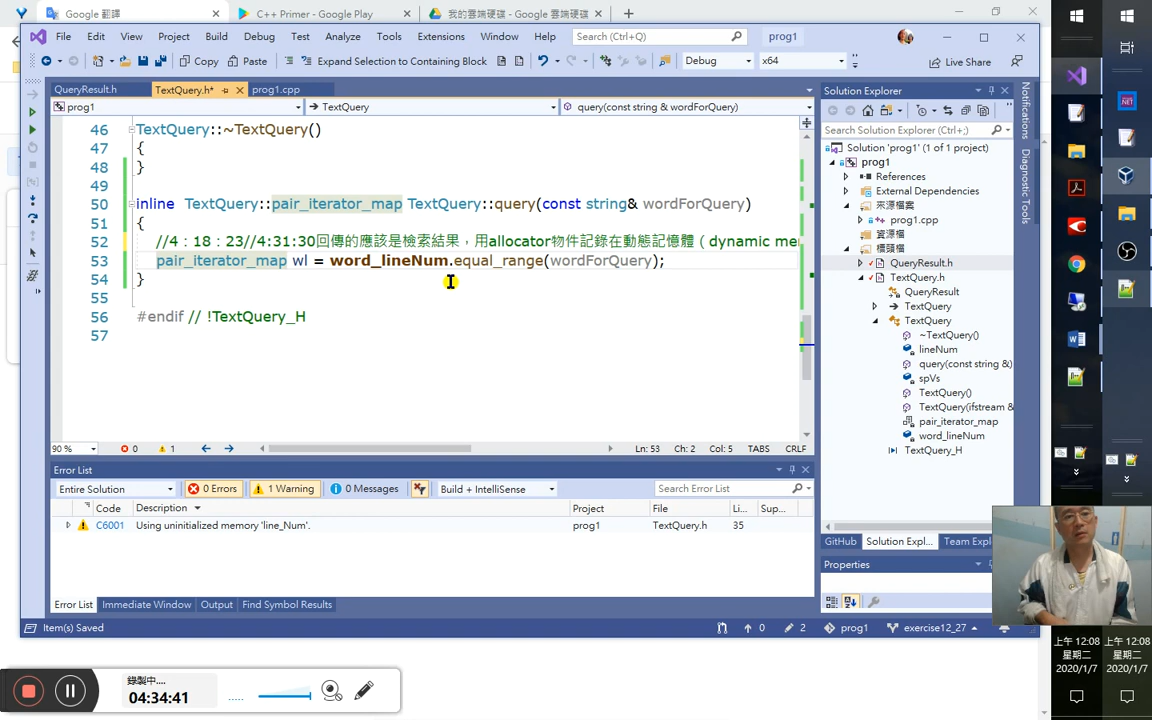 Google 翻譯
C++ Primer - Google Play
我的雲端硬碟 - Google 雲端硬碟
File Edit View Project Build Debug Test Analyze Tools Extensions Window Help Search (Ctrl+Q) prog1
Copy Paste Expand Selection to Containing Block Debug x64 Live Share
QueryResult.h TextQuery.h* prog1.cpp
prog1 TextQuery query(const string & wordForQuery)
46 TextQuery::~TextQuery()
47 {
48 }
49
50 inline TextQuery::pair_iterator_map TextQuery::query(const string& wordForQuery)
51 {
52 //4：18：23//4:31:30回傳的應該是檢索結果，用allocator物件記錄在動態記憶體（dynamic mer
53 pair_iterator_map wl = word_lineNum.equal_range(wordForQuery);
54 }
55
56 #endif // !TextQuery_H
57
90 % 0 1 Ln: 53 Ch: 2 Col: 5 TABS CRLF
Error List
Entire Solution 0 Errors 1 Warning 0 Messages Build + IntelliSense Search Error List
Code Description Project File Li... Sup...
C6001 Using uninitialized memory 'line_Num'. prog1 TextQuery.h 35
Error List Immediate Window Output Find Symbol Results
Item(s) Saved 0 2 prog1 exercise12_27
Solution Explorer
Search Solution Explorer (Ctrl+;)
Solution 'prog1' (1 of 1 project)
prog1
References
External Dependencies
來源檔案
prog1.cpp
資源檔
標頭檔
QueryResult.h
TextQuery.h
QueryResult
TextQuery
TextQuery
~TextQuery()
lineNum
query(const string &)
spVs
TextQuery()
TextQuery(ifstream &
pair_iterator_map
word_lineNum
TextQuery_H
GitHub Solution Expl... Team Expl
Properties
Notifications
Diagnostic Tools
錄製中....
04:34:41
上午 12:08
星期二
2020/1/7
上午 12:08
星期二
2020/1/7